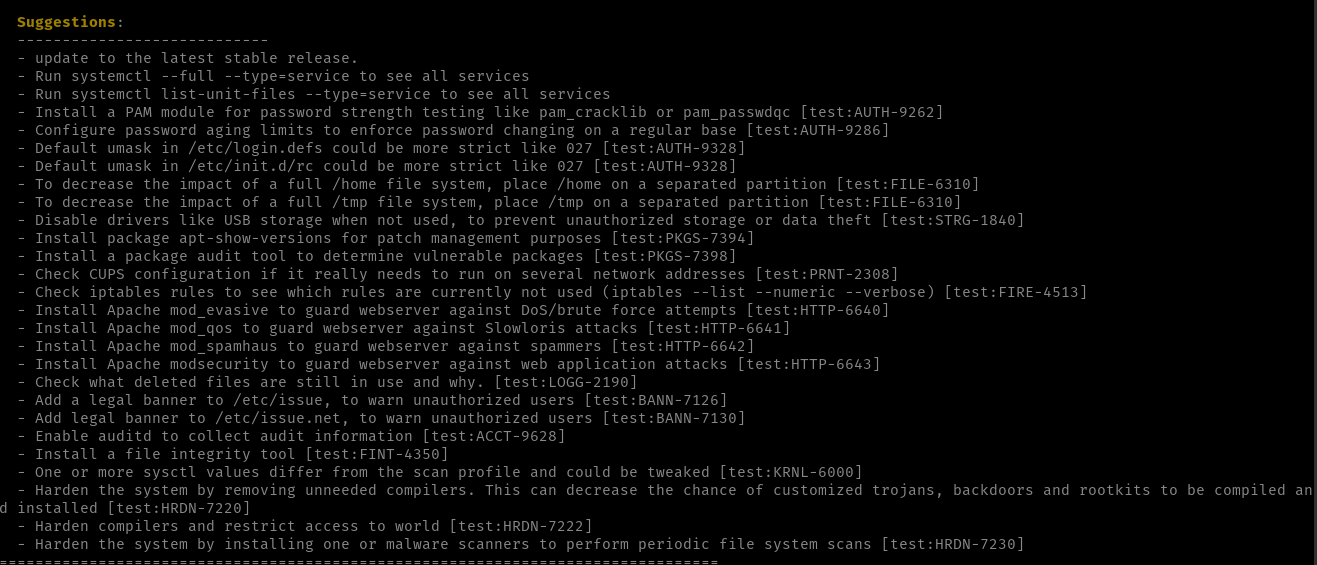 Suggestions:
----------------------------
- update to the latest stable release.
- Run systemctl --full --type=service to see all services
- Run systemctl list-unit-files --type=service to see all services
- Install a PAM module for password strength testing like pam_cracklib or pam_passwdqc [test:AUTH-9262]
- Configure password aging limits to enforce password changing on a regular base [test:AUTH-9286]
- Default umask in /etc/login.defs could be more strict like 027 [test:AUTH-9328]
- Default umask in /etc/init.d/rc could be more strict like 027 [test:AUTH-9328]
- To decrease the impact of a full /home file system, place /home on a separated partition [test:FILE-6310]
- To decrease the impact of a full /tmp file system, place /tmp on a separated partition [test:FILE-6310]
- Disable drivers like USB storage when not used, to prevent unauthorized storage or data theft [test:STRG-1840]
- Install package apt-show-versions for patch management purposes [test:PKGS-7394]
- Install a package audit tool to determine vulnerable packages [test:PKGS-7398]
- Check CUPS configuration if it really needs to run on several network addresses [test:PRNT-2308]
- Check iptables rules to see which rules are currently not used (iptables --list --numeric --verbose) [test:FIRE-4513]
- Install Apache mod_evasive to guard webserver against DoS/brute force attempts [test:HTTP-6640]
- Install Apache mod_qos to guard webserver against Slowloris attacks [test:HTTP-6641]
- Install Apache mod_spamhaus to guard webserver against spammers [test:HTTP-6642]
- Install Apache modsecurity to guard webserver against web application attacks [test:HTTP-6643]
- Check what deleted files are still in use and why. [test:LOGG-2190]
- Add a legal banner to /etc/issue, to warn unauthorized users [test:BANN-7126]
- Add legal banner to /etc/issue.net, to warn unauthorized users [test:BANN-7130]
- Enable auditd to collect audit information [test:ACCT-9628]
- Install a file integrity tool [test:FINT-4350]
- One or more sysctl values differ from the scan profile and could be tweaked [test:KRNL-6000]
- Harden the system by removing unneeded compilers. This can decrease the chance of customized trojans, backdoors and rootkits to be compiled an
d installed [test:HRDN-7220]
- Harden compilers and restrict access to world [test:HRDN-7222]
- Harden the system by installing one or malware scanners to perform periodic file system scans [test:HRDN-7230]
================================================================================